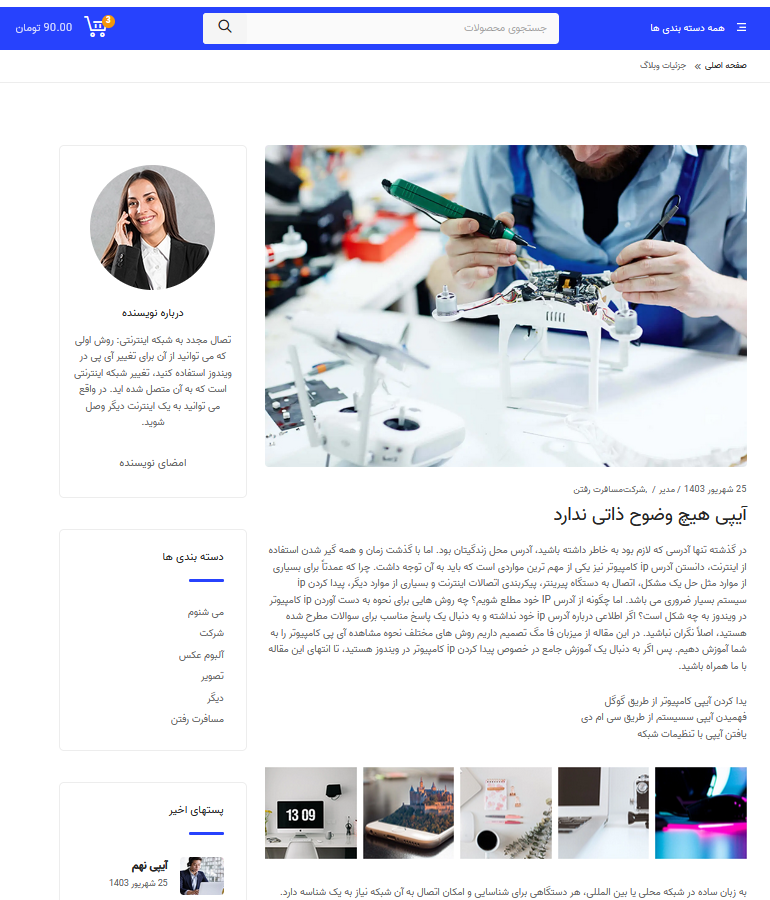 همه دسته بندی ها
جستجوی محصولات
3
90.00 تومان
صفحه اصلی » جزئیات وبلاگ
25 شهریور 1403 / مدیر / ,شرکت‌مسافرت رفتن
آیپی هیچ وضوح ذاتی ندارد
در گذشته تنها آدرسی که لازم بود به خاطر داشته باشید، آدرس محل زندگیتان بود. اما با گذشت زمان و همه گیر شدن استفاده
از اینترنت، دانستن آدرس ip کامپیوتر نیز یکی از مهم ترین مواردی است که باید به آن توجه داشت. چرا که عمدتاً برای بسیاری
از موارد مثل حل یک مشکل، اتصال به دستگاه پیرینتر، پیکربندی اتصالات اینترنت و بسیاری از موارد دیگر، پیدا کردن ip
سیستم بسیار ضروری می باشد. اما چگونه از آدرس IP خود مطلع شویم؟ چه روش هایی برای نحوه به دست آوردن ip کامپیوتر
در ویندوز به چه شکل است؟ اگر اطلاعی درباره آدرس ip خود نداشته و به دنبال یک پاسخ مناسب برای سوالات مطرح شده
هستید، اصلاً نگران نباشید. در این مقاله از میزبان فا مگ تصمیم داریم روش های مختلف نحوه مشاهده آی پی کامپیوتر را به
شما آموزش دهیم. پس اگر به دنبال یک آموزش جامع در خصوص پیدا کردن ip کامپیوتر در ویندوز هستید، تا انتهای این مقاله
با ما همراه باشید.
یدا کردن آیپی کامپیوتر از طریق گوگل
فهمیدن آیپی سسیستم از طریق سی ام دی
یافتن آیپی با تنظیمات شبکه
13 09
به زبان ساده در شبکه محلی یا بین المللی، هر دستگاهی برای شناسایی و امکان اتصال به آن شبکه نیاز به یک شناسه دارد.
درباره نویسنده
تصال مجدد به شبکه اینترنتی: روش اولی
که می توانید از آن برای تغییر آی پی در
ویندوز استفاده کنید، تغییر شبکه اینترنتی
است که به آن متصل شده اید. در واقع
می توانید به یک اینترنت دیگر وصل
شوید.
امضای نویسنده
دسته بندی ها
می شنوم
شرکت
آلبوم عکس
تصویر
دیگر
مسافرت رفتن
پستهای اخیر
آیپی نهم
25 شهریور 1403